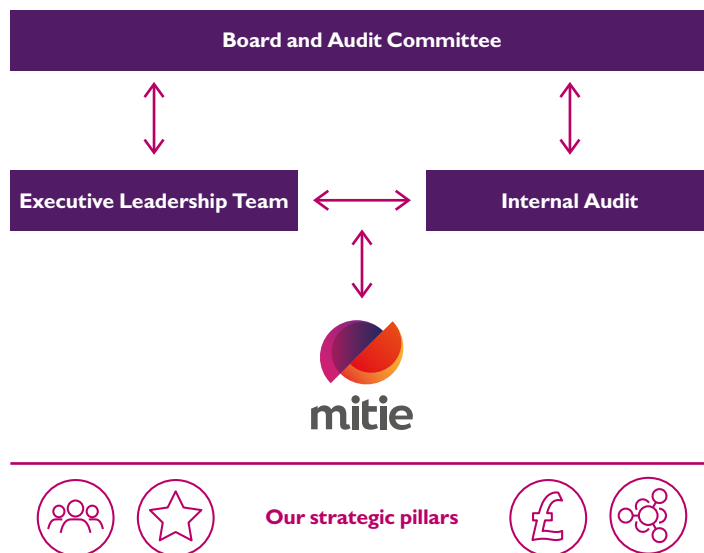 Board and Audit Committee
Executive Leadership Team
Internal Audit
mitie
Our strategic pillars
£